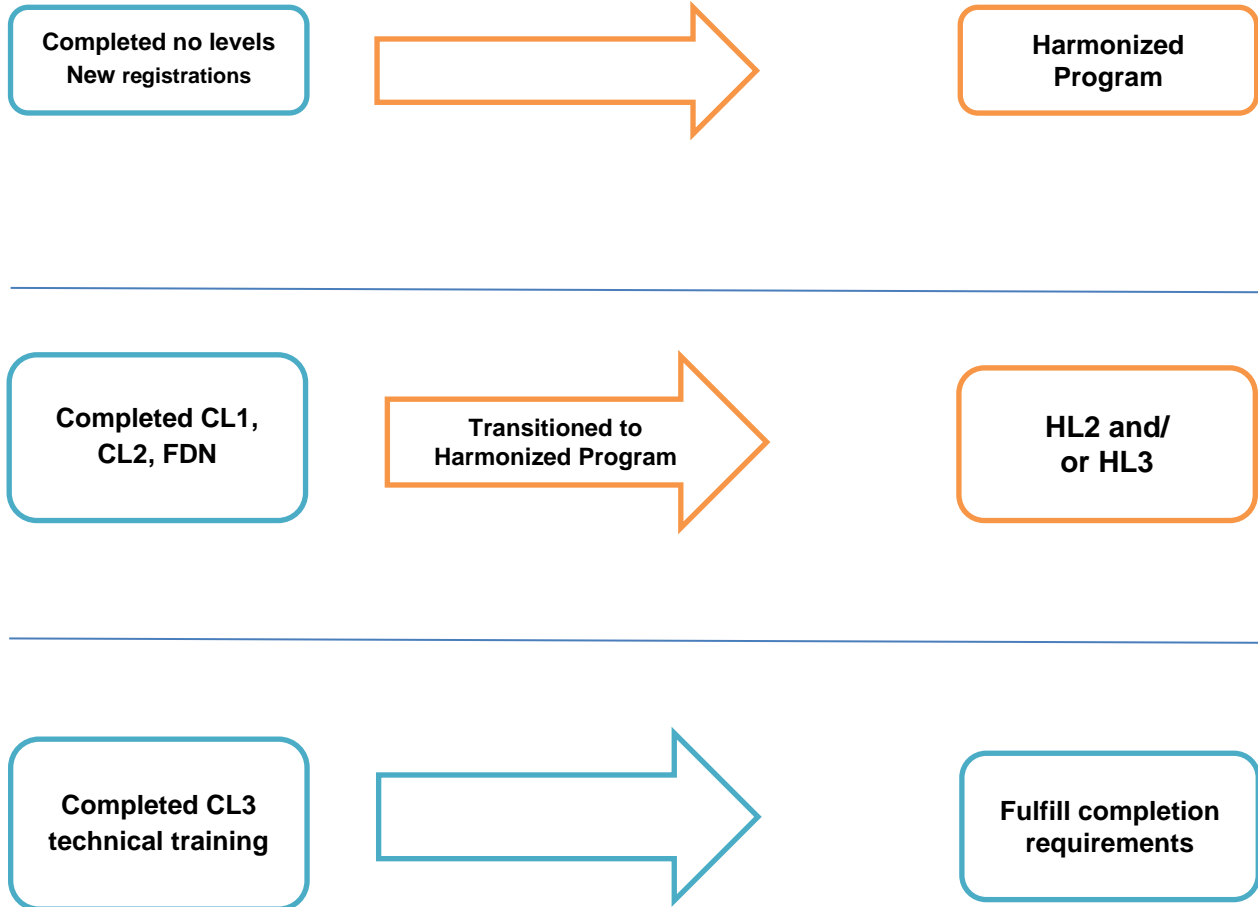 Completed no levels
New registrations
Harmonized
Program
Completed CL1,
CL2, FDN
Transitioned to
Harmonized Program
HL2 and/
or HL3
Completed CL3
technical training
Fulfill completion
requirements